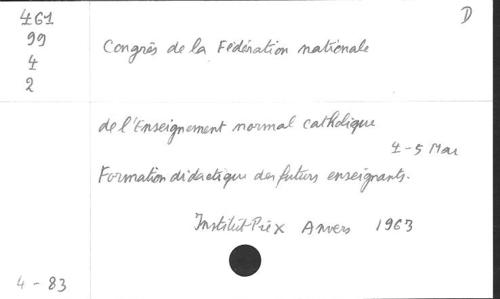 461
99
4
2
D
Congrès de la Fédération nationale
de l'Enseignement normal catholique
4-5 Mai
Formation didactique des futurs enseignants.
Institut Pie X Anvers 1963
4 - 83